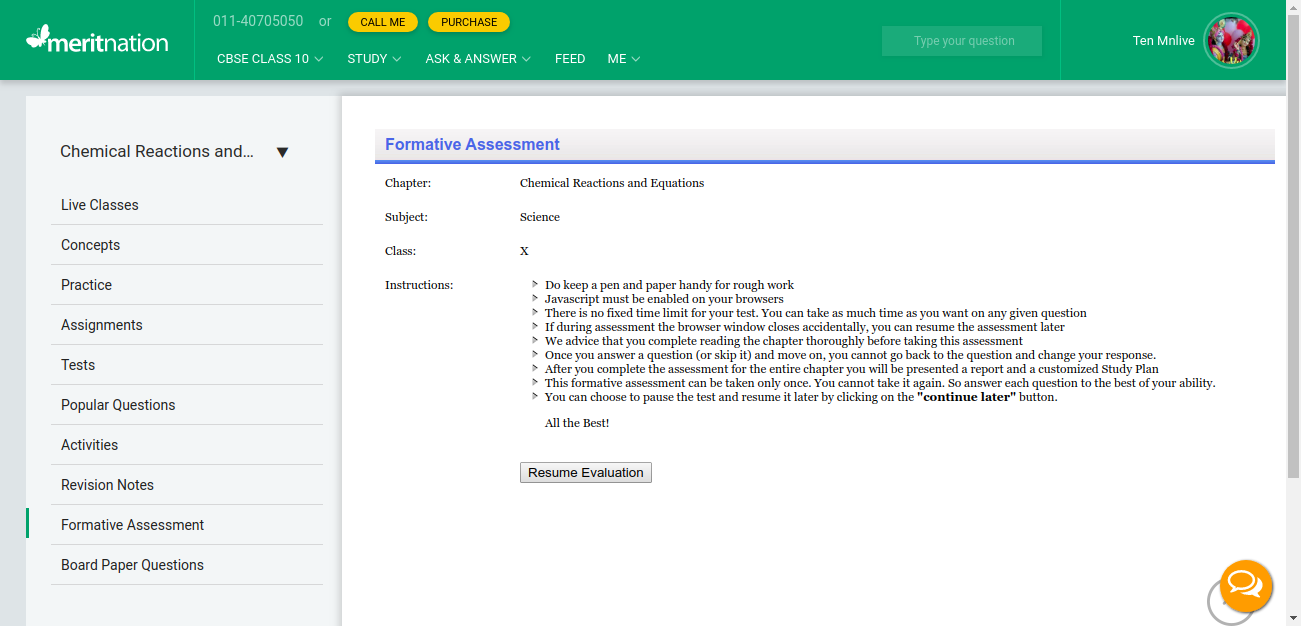 meritnation
011-40705050 or CALL ME PURCHASE
CBSE CLASS 10 STUDY ASK & ANSWER FEED ME
Type your question
Ten Mnlive
Chemical Reactions and...
Live Classes
Concepts
Practice
Assignments
Tests
Popular Questions
Activities
Revision Notes
Formative Assessment
Board Paper Questions
Formative Assessment
Chapter: Chemical Reactions and Equations
Subject: Science
Class: X
Instructions:
Do keep a pen and paper handy for rough work
Javascript must be enabled on your browsers
There is no fixed time limit for your test. You can take as much time as you want on any given question
If during assessment the browser window closes accidentally, you can resume the assessment later
We advice that you complete reading the chapter thoroughly before taking this assessment
Once you answer a question (or skip it) and move on, you cannot go back to the question and change your response.
After you complete the assessment for the entire chapter you will be presented a report and a customized Study Plan
This formative assessment can be taken only once. You cannot take it again. So answer each question to the best of your ability.
You can choose to pause the test and resume it later by clicking on the "continue later" button.
All the Best!
Resume Evaluation